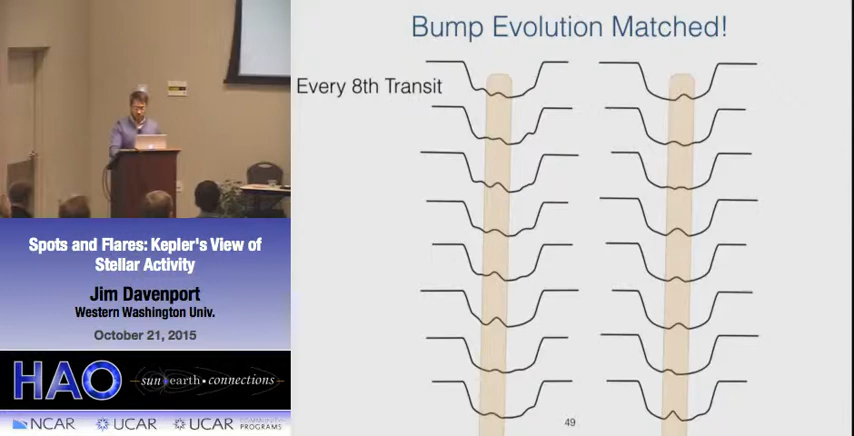 Bump Evolution Matched!
Every 8th Transit
49
Spots and Flares: Kepler's View of
Stellar Activity
Jim Davenport
Western Washington Univ.
October 21, 2015
HAO
sun earth • connections
NCAR
UCAR
UCAR
PROGRAMS